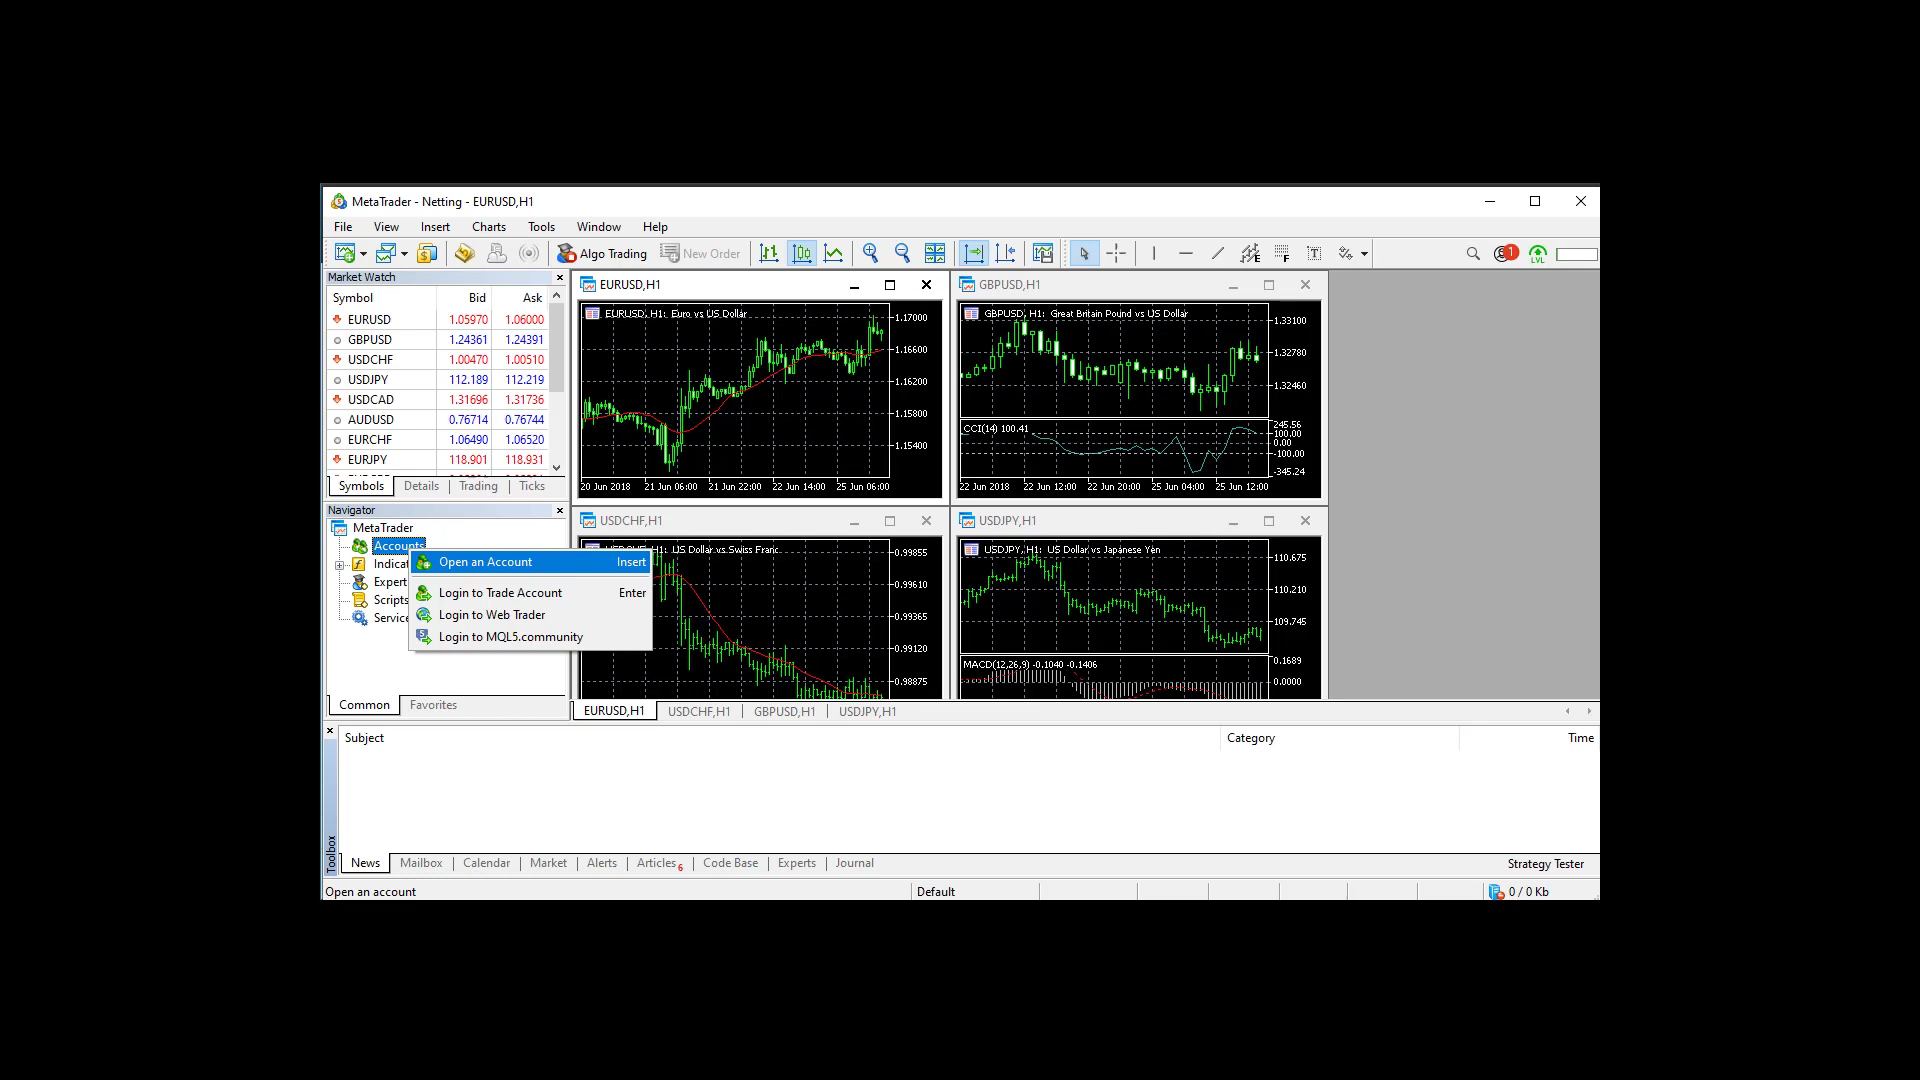 MetaTrader - Netting - EURUSD,H1
File View Insert Charts Tools Window Help
Algo Trading New Order 1 LVL
Market Watch
Symbol Bid Ask
EURUSD 1.05970 1.06000
GBPUSD 1.24361 1.24391
USDCHF 1.00470 1.00510
USDJPY 112.189 112.219
USDCAD 1.31696 1.31736
AUDUSD 0.76714 0.76744
EURCHF 1.06490 1.06520
EURJPY 118.901 118.931
Symbols Details Trading Ticks
Navigator
MetaTrader
Accounts
Indicat
Expert
Scripts
Service
Open an Account Insert
Login to Trade Account Enter
Login to Web Trader
Login to MQL5.community
Common Favorites
EURUSD,H1
EURUSD, H1: Euro vs US Dollar
1.17000
1.16600
1.16200
1.15800
1.15400
20 Jun 2018 21 Jun 06:00 21 Jun 22:00 22 Jun 14:00 25 Jun 06:00
GBPUSD,H1
GBPUSD, H1: Great Britain Pound vs US Dollar
1.33100
1.32780
1.32460
CCI(14) 100.41
245.56
100.00
0.00
-100.00
-345.24
22 Jun 2018 22 Jun 12:00 22 Jun 20:00 25 Jun 04:00 25 Jun 12:00
USDCHF,H1
H1: US Dollar vs Swiss Franc
0.99855
0.99610
0.99365
0.99120
0.98875
USDJPY,H1
USDJPY, H1: US Dollar vs Japanese Yen
110.675
110.210
109.745
MACD(12,26,9) -0.1040 -0.1406
0.1689
0.0000
EURUSD,H1 USDCHF,H1 GBPUSD,H1 USDJPY,H1
Subject Category Time
Toolbox
News Mailbox Calendar Market Alerts Articles 6 Code Base Experts Journal Strategy Tester
Open an account Default 0 / 0 Kb